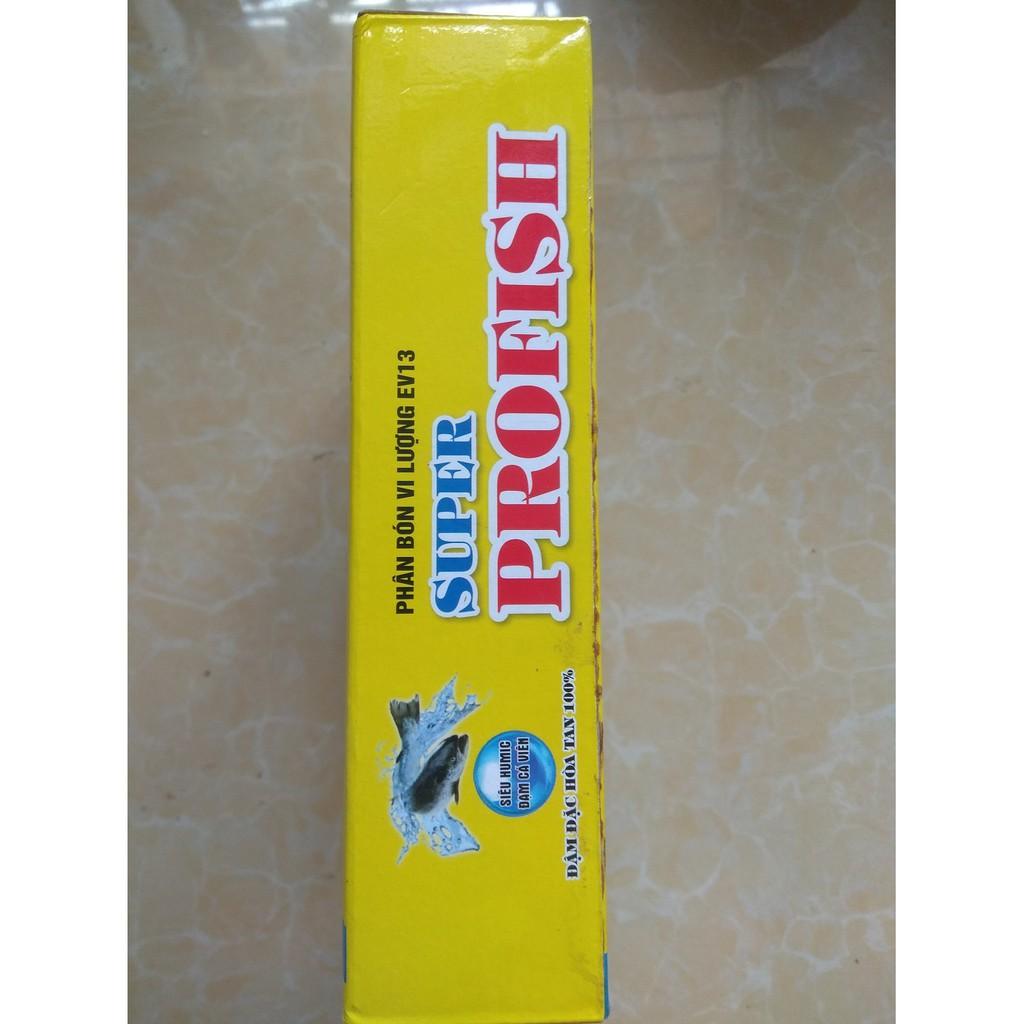 PHÂN BÓN VI LƯỢNG EV13
SUPER
PROFISH
SIÊU HUMIC
ĐẠM CÁ VIÊN
ĐẬM ĐẶC HÒA TAN 100%